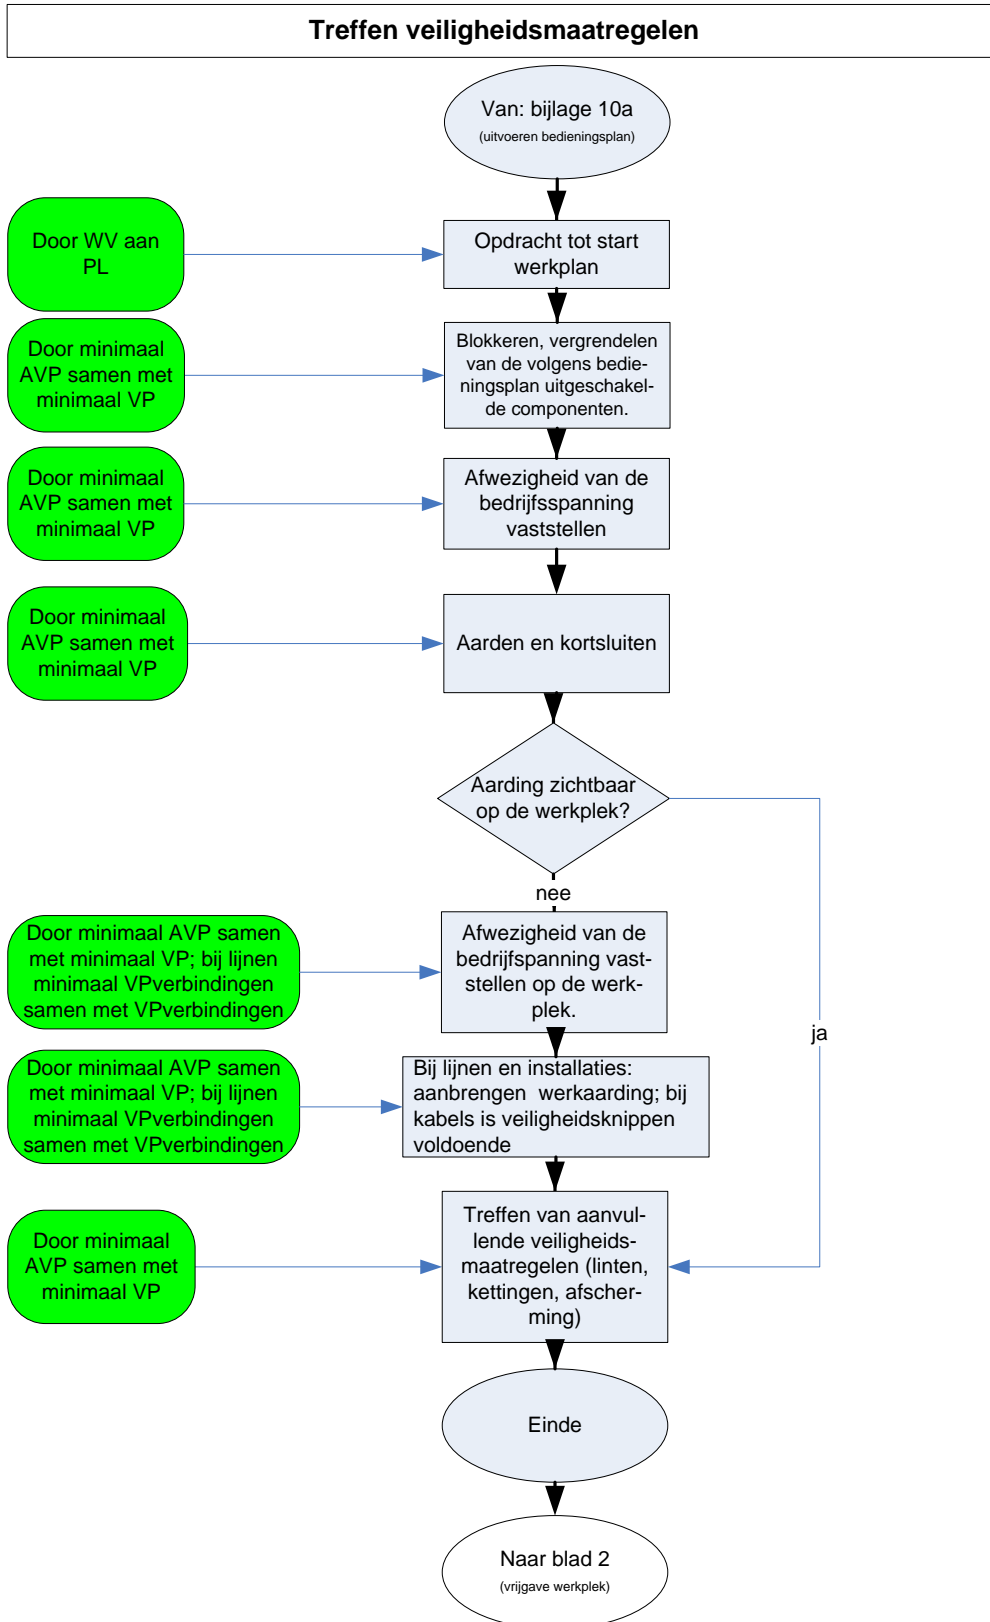 Treffen veiligheidsmaatregelen
Van: bijlage 10a
(uitvoeren bedieningsplan)
Door WV aan
PL
Opdracht tot start
werkplan
Door minimaal
AVP samen met
minimaal VP
Blokkeren, vergrendelen
van de volgens bedie-
ningsplan uitgeschakel-
de componenten.
Door minimaal
AVP samen met
minimaal VP
Afwezigheid van de
bedrijfsspanning
vaststellen
Door minimaal
AVP samen met
minimaal VP
Aarden en kortsluiten
Aarding zichtbaar
op de werkplek?
nee
ja
Door minimaal AVP samen
met minimaal VP; bij lijnen
minimaal VPverbindingen
samen met VPverbindingen
Afwezigheid van de
bedrijfspanning vast-
stellen op de werk-
plek.
Door minimaal AVP samen
met minimaal VP; bij lijnen
minimaal VPverbindingen
samen met VPverbindingen
Bij lijnen en installaties:
aanbrengen werkaarding; bij
kabels is veiligheidsknippen
voldoende
Door minimaal
AVP samen met
minimaal VP
Treffen van aanvul-
lende veiligheids-
maatregelen (linten,
kettingen, afscher-
ming)
Einde
Naar blad 2
(vrijgave werkplek)